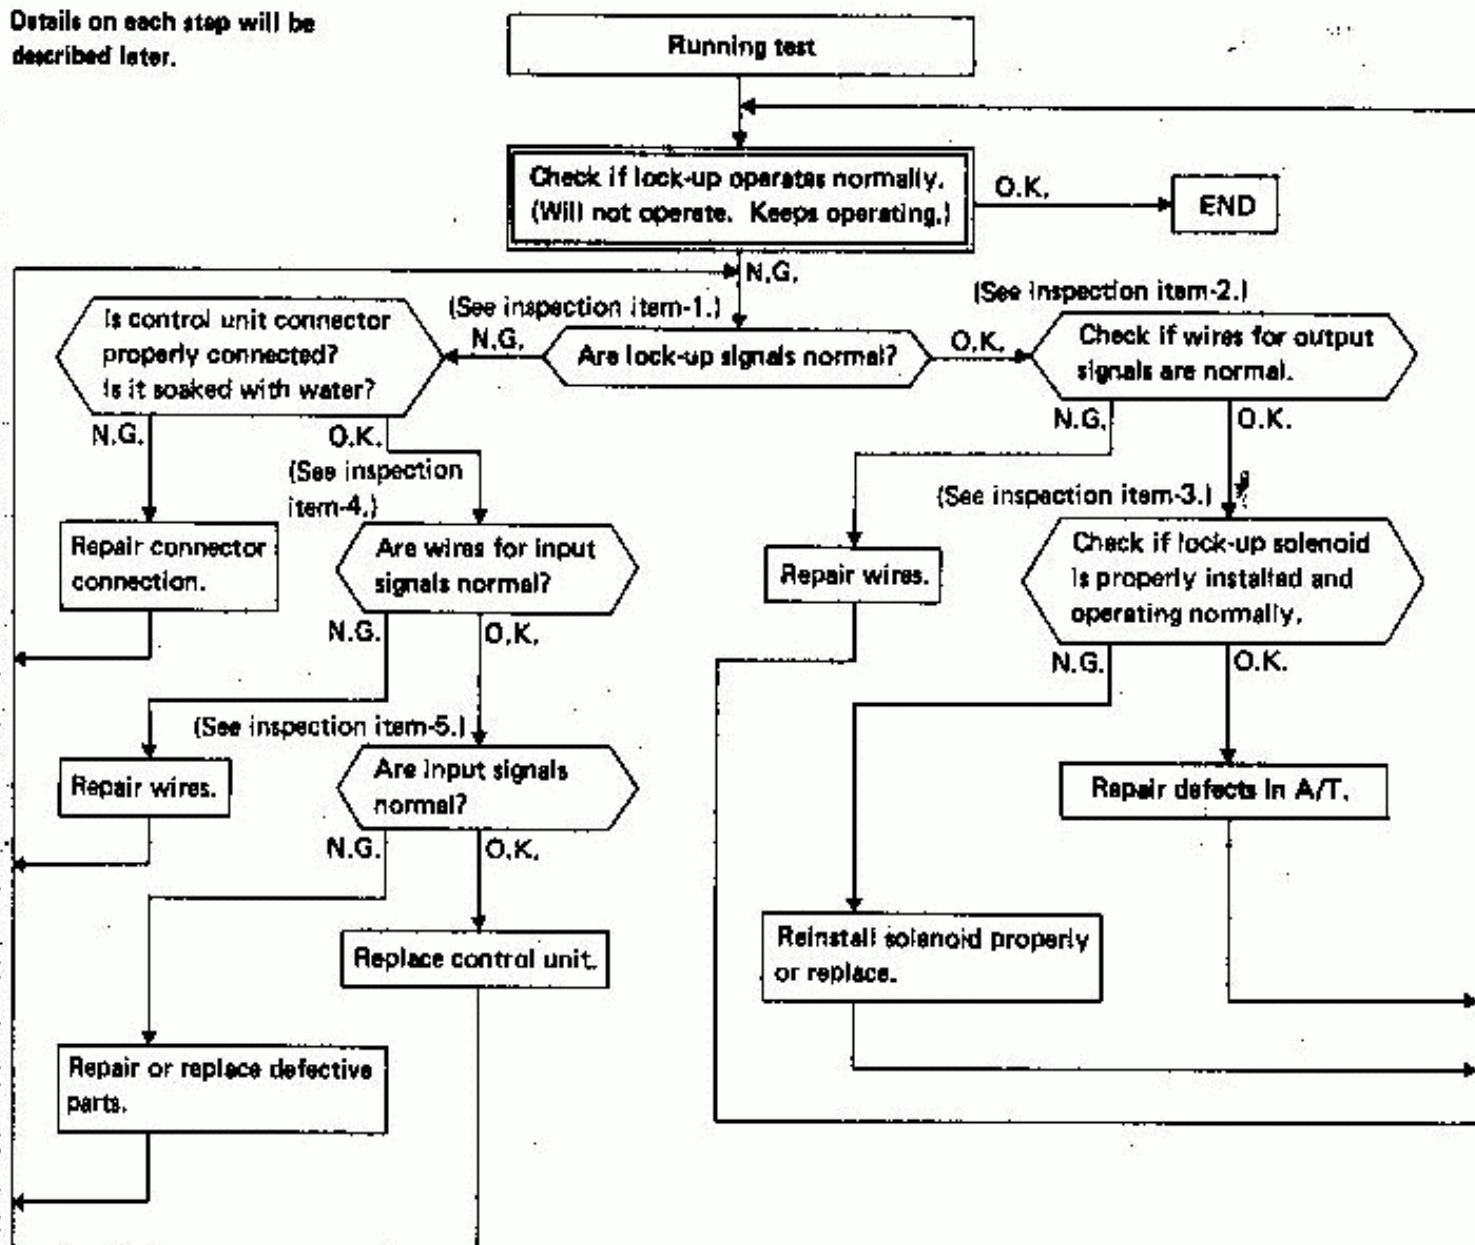 Details on each step will be
described later.
Running test
Check if lock-up operates normally.
(Will not operate. Keeps operating.)
O.K.
END
N.G.
(See inspection item-1.)
(See inspection item-2.)
Is control unit connector
properly connected?
Is it soaked with water?
N.G.
Are lock-up signals normal?
O.K.
Check if wires for output
signals are normal.
N.G.
O.K.
N.G.
O.K.
(See inspection
item-4.)
(See inspection item-3.)
Repair connector
connection.
Are wires for input
signals normal?
Repair wires.
Check if lock-up solenoid
is properly installed and
operating normally.
N.G.
O.K.
N.G.
O.K.
(See inspection item-5.)
Repair wires.
Are input signals
normal?
Repair defects in A/T.
N.G.
O.K.
Replace control unit.
Reinstall solenoid properly
or replace.
Repair or replace defective
parts.